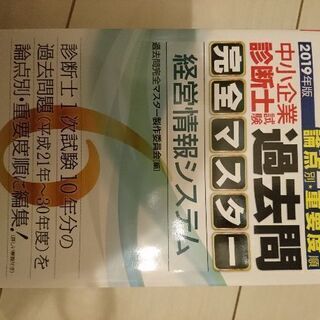 2019年版
論点別・重要度順
中小企業
診断士試験
過去問
完全マスター
過去問完全マスター製作委員会 編
経営情報システム
診断士1次試験10年分の
過去問題(平成21年〜30年度)を
論点別・重要度順に編集!